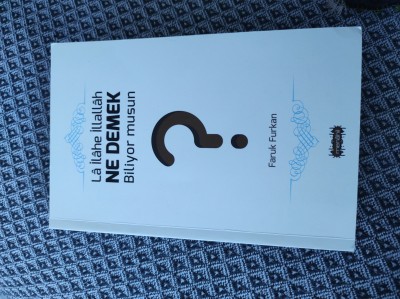 Lâ İlâhe İllallâh
NE DEMEK
Biliyor musun
?
Faruk Furkan